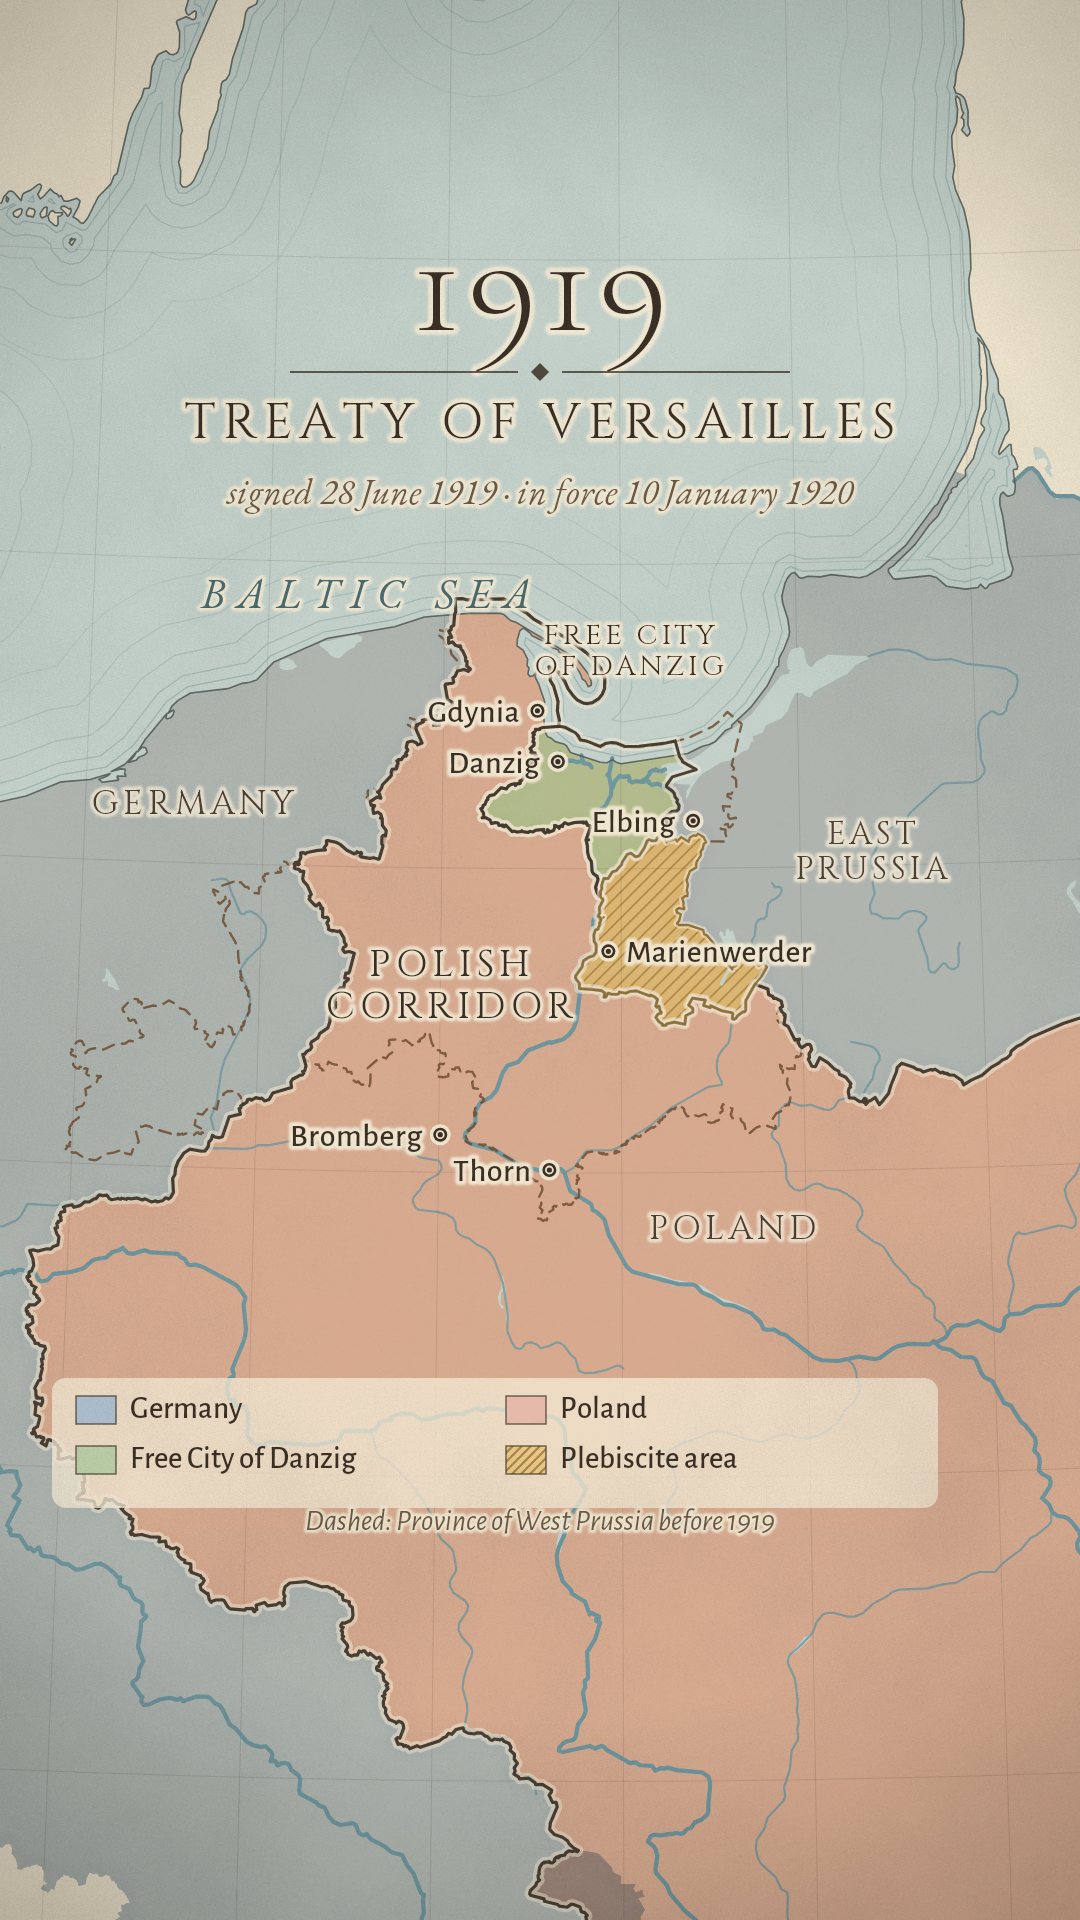 1919
TREATY OF VERSAILLES
signed 28 June 1919 · in force 10 January 1920
BALTIC SEA
FREE CITY
OF DANZIG
Gdynia
Danzig
GERMANY
Elbing
EAST
PRUSSIA
POLISH
CORRIDOR
Marienwerder
Bromberg
Thorn
POLAND
Germany
Poland
Free City of Danzig
Plebiscite area
Dashed: Province of West Prussia before 1919